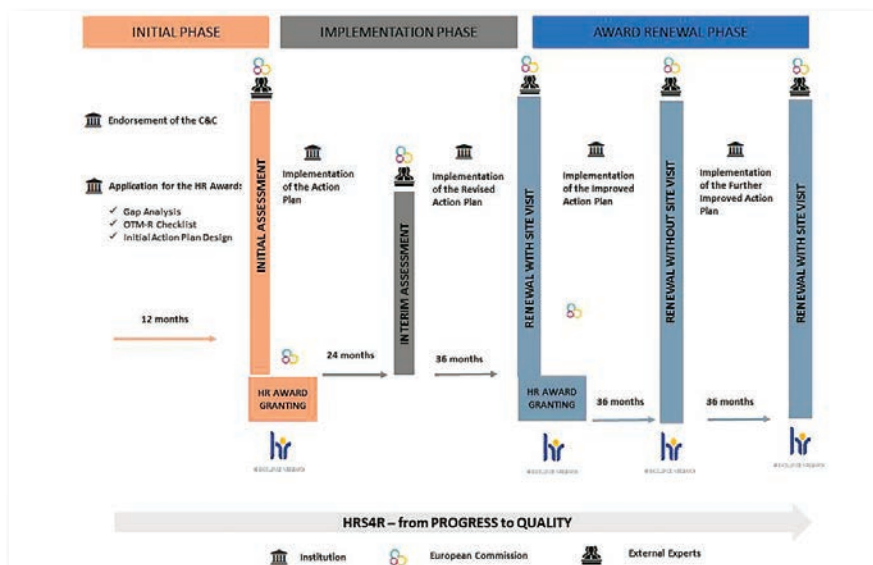 INITIAL PHASE
IMPLEMENTATION PHASE
AWARD RENEWAL PHASE
Endorsement of the C&C
Application for the HR Award:
✓ Gap Analysis
✓ OTM-R Checklist
✓ Initial Action Plan Design
12 months
INITIAL ASSESSMENT
HR AWARD
GRANTING
Implementation
of the Action
Plan
24 months
INTERIM ASSESSMENT
Implementation
of the Revised
Action Plan
36 months
RENEWAL WITH SITE VISIT
HR AWARD
GRANTING
Implementation
of the Improved
Action Plan
36 months
RENEWAL WITHOUT SITE VISIT
Implementation
of the Further
Improved Action
Plan
36 months
RENEWAL WITH SITE VISIT
hr
hr
hr
hr
HRS4R – from PROGRESS to QUALITY
Institution
European Commission
External Experts